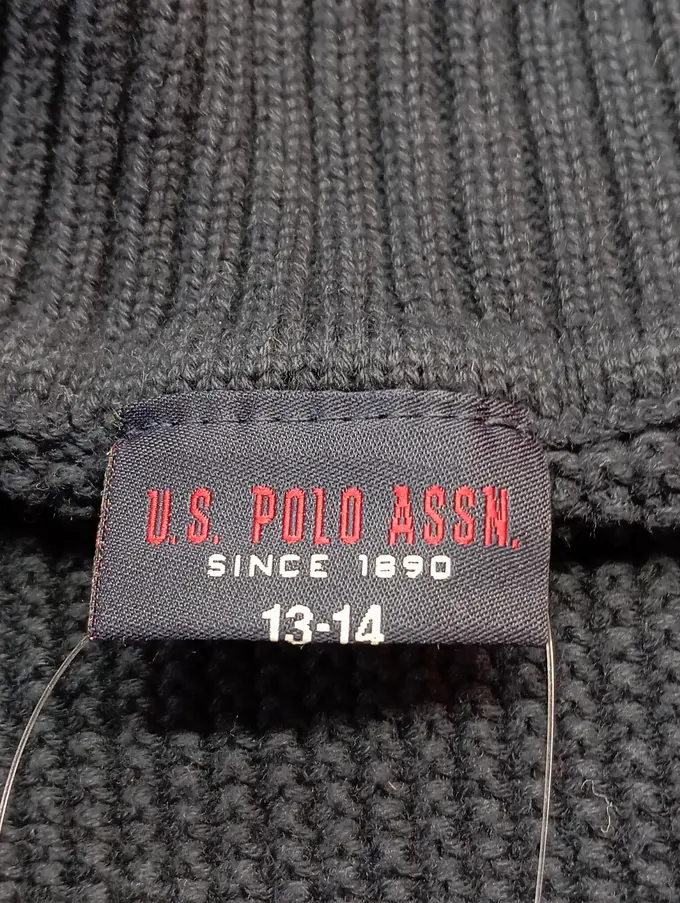 U.S. POLO ASSN.
SINCE 1890
13-14